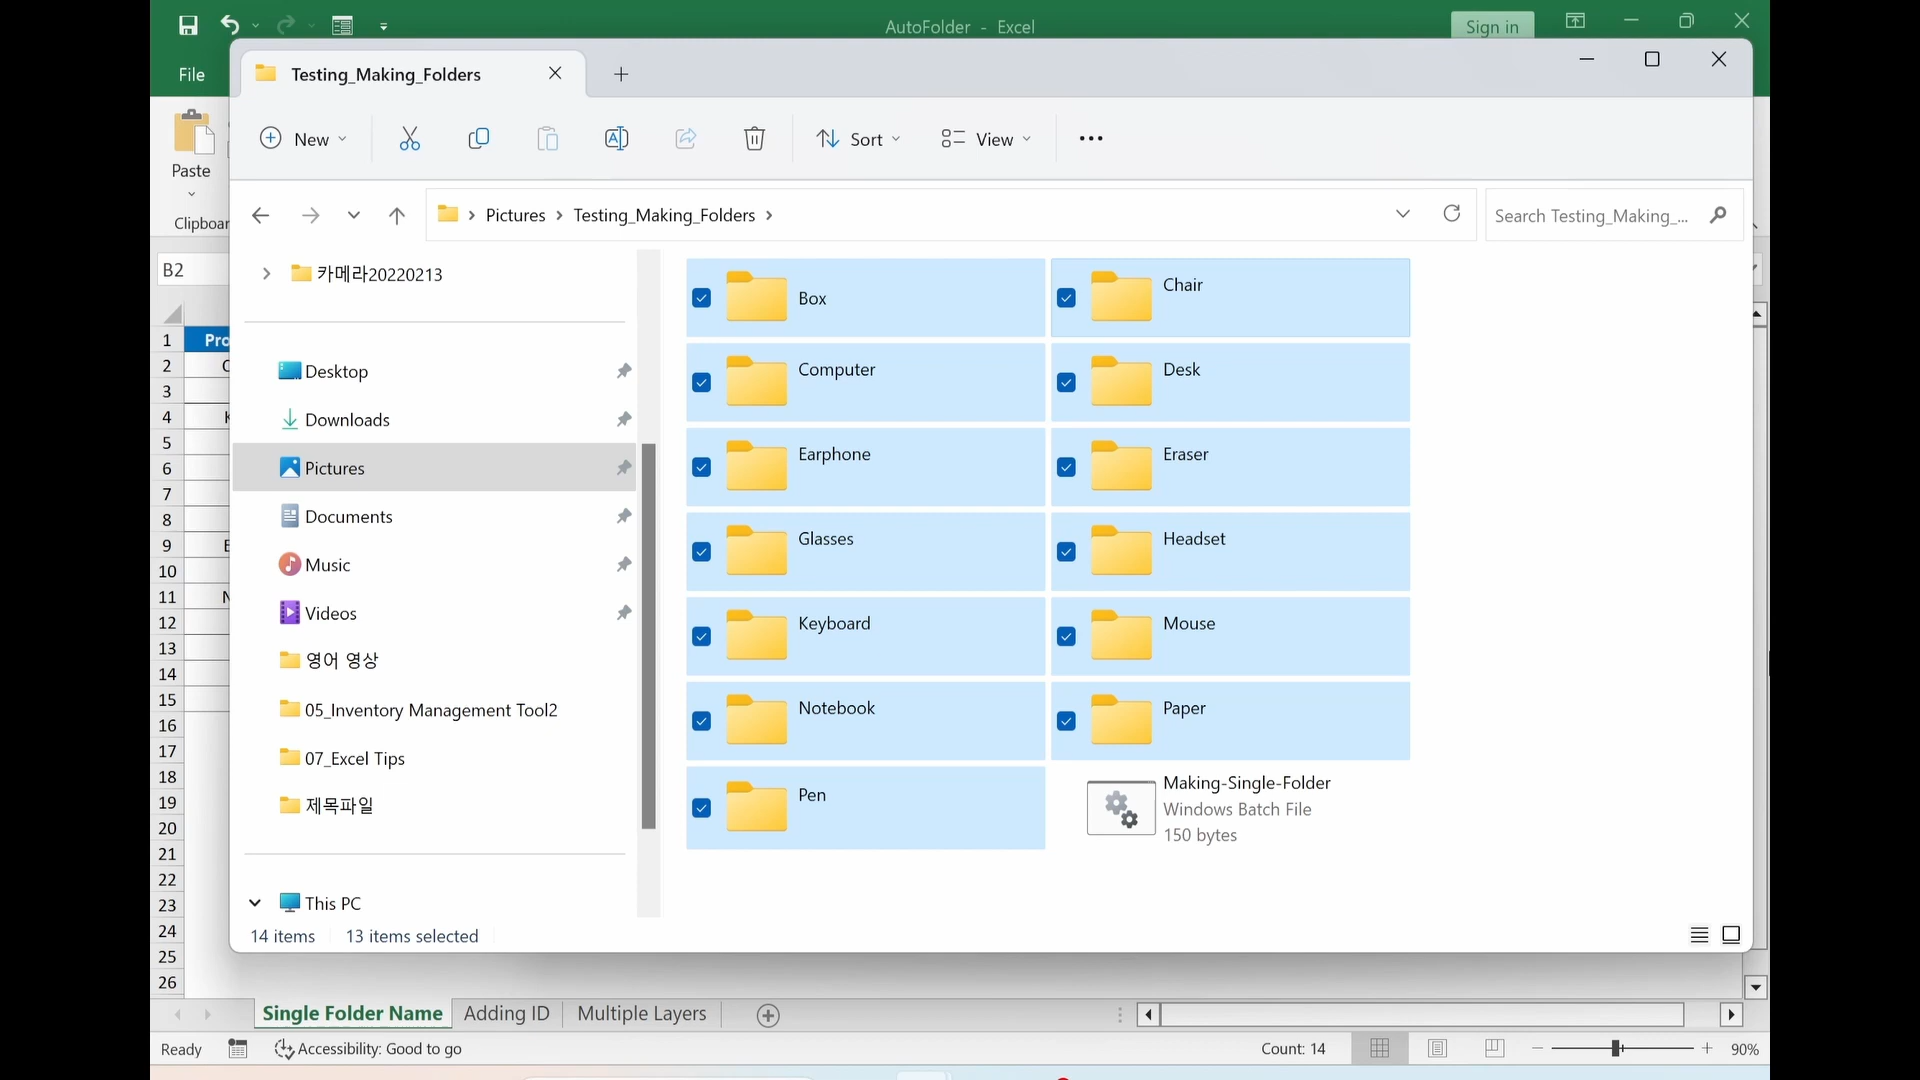 AutoFolder - Excel
Sign in
File
Testing_Making_Folders
New
Sort
View
Paste
Clipboar
Pictures
Testing_Making_Folders
Search Testing_Making_...
B2
카메라20220213
Desktop
Downloads
Pictures
Documents
Music
Videos
영어 영상
05_Inventory Management Tool2
07_Excel Tips
제목파일
This PC
Box
Chair
Computer
Desk
Earphone
Eraser
Glasses
Headset
Keyboard
Mouse
Notebook
Paper
Pen
Making-Single-Folder
Windows Batch File
150 bytes
14 items
13 items selected
1 Pro
2 C
3
4 K
5
6
7
8
9 E
10
11 N
12
13
14
15
16
17
18
19
20
21
22
23
24
25
26
Single Folder Name
Adding ID
Multiple Layers
Ready
Accessibility: Good to go
Count: 14
90%